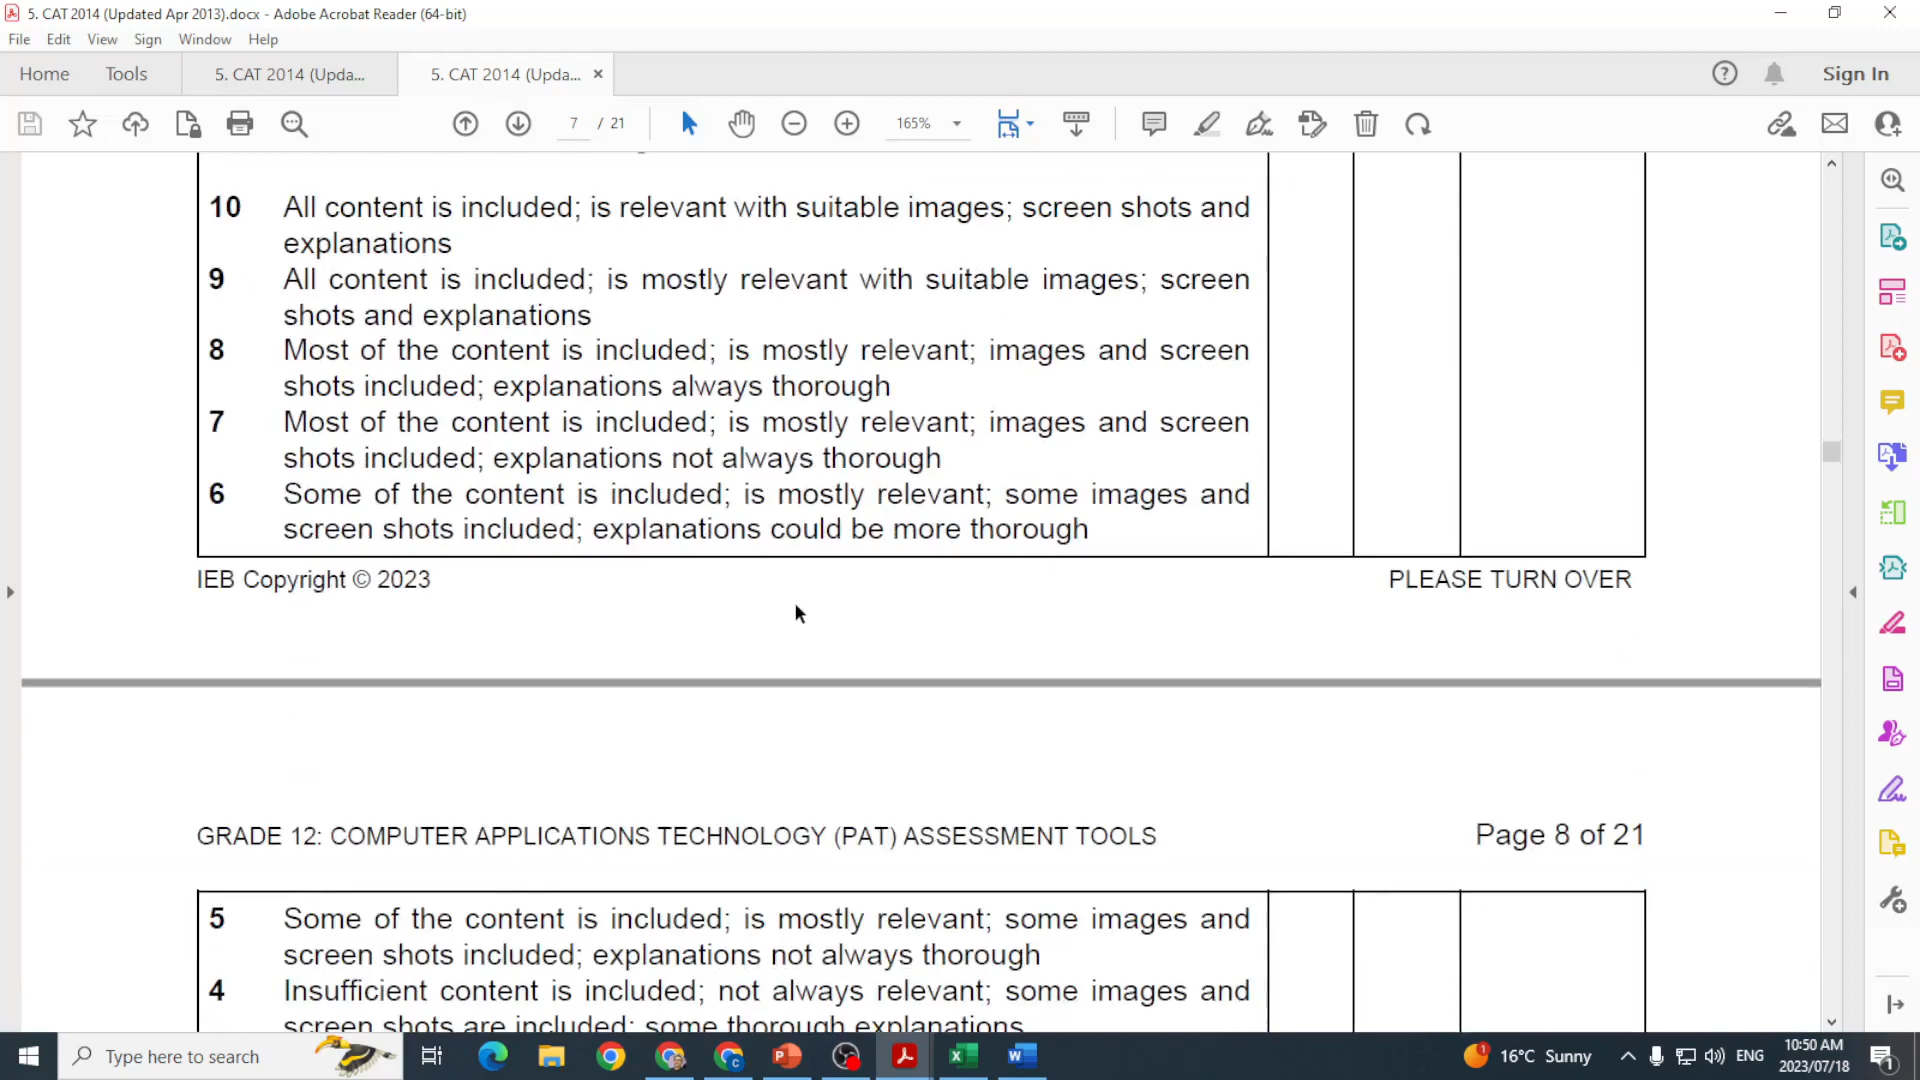 5. CAT 2014 (Updated Apr 2013).docx - Adobe Acrobat Reader (64-bit)
File Edit View Sign Window Help
Home Tools 5. CAT 2014 (Upda... 5. CAT 2014 (Upda... Sign In
7 / 21 165%
10 All content is included; is relevant with suitable images; screen shots and
explanations
9 All content is included; is mostly relevant with suitable images; screen
shots and explanations
8 Most of the content is included; is mostly relevant; images and screen
shots included; explanations always thorough
7 Most of the content is included; is mostly relevant; images and screen
shots included; explanations not always thorough
6 Some of the content is included; is mostly relevant; some images and
screen shots included; explanations could be more thorough
IEB Copyright © 2023 PLEASE TURN OVER
GRADE 12: COMPUTER APPLICATIONS TECHNOLOGY (PAT) ASSESSMENT TOOLS Page 8 of 21
5 Some of the content is included; is mostly relevant; some images and
screen shots included; explanations not always thorough
4 Insufficient content is included; not always relevant; some images and
screen shots are included; some thorough explanations
Type here to search 16°C Sunny ENG 10:50 AM
2023/07/18